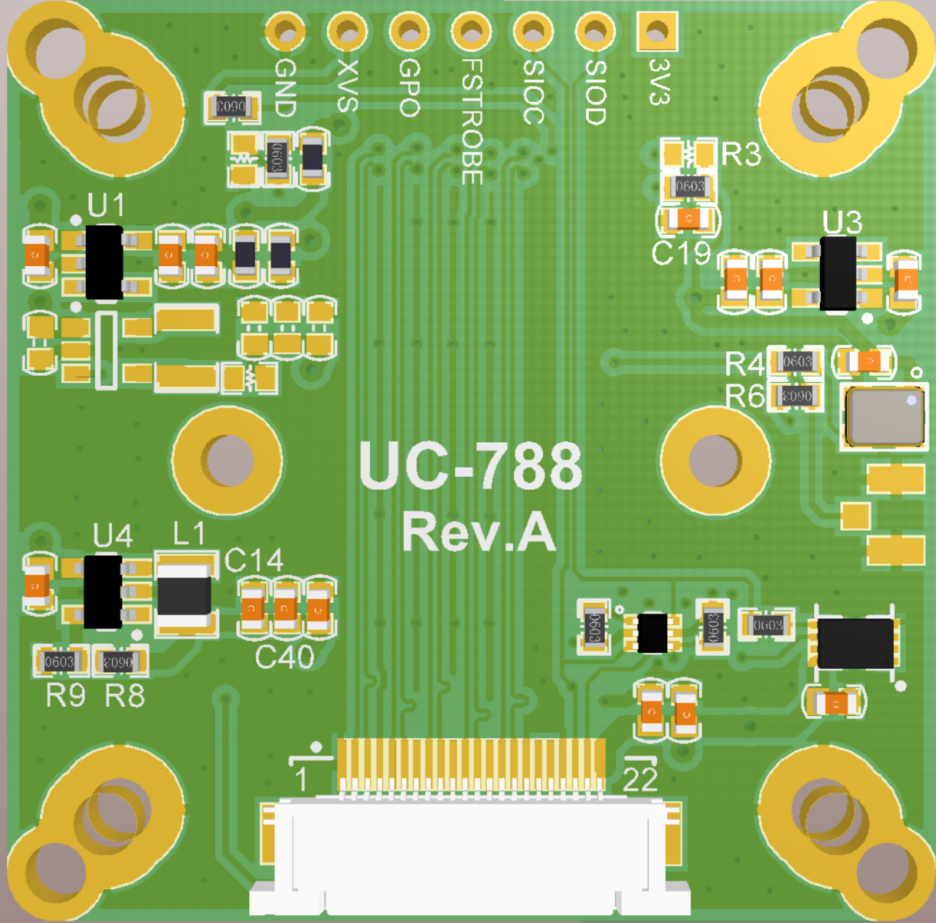 GND
XVS
GPO
FSTROBE
SIOC
SIOD
3V3
0603
0603
R3
0603
C19
U1
U3
R4
0603
R6
0603
UC-788
Rev.A
U4
L1
C14
C40
0603
0603
R9
R8
0603
0603
0603
1
22